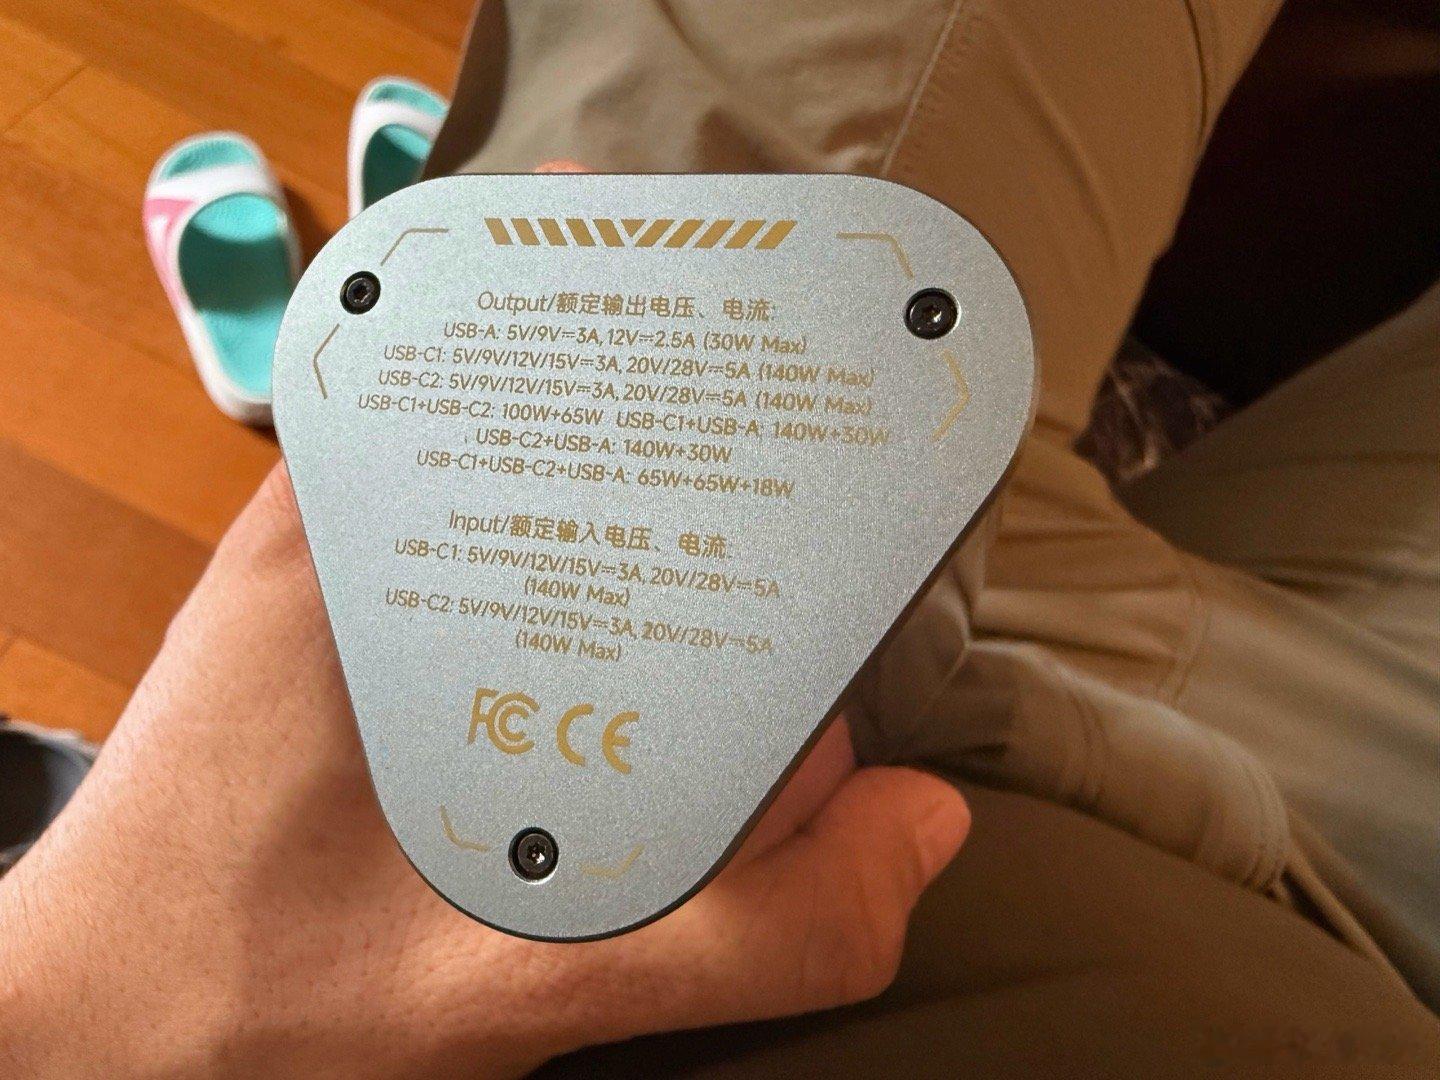 Output/额定输出电压、电流:
USB-A: 5V/9V⎓3A, 12V⎓2.5A (30W Max)
USB-C1: 5V/9V/12V/15V⎓3A, 20V/28V⎓5A (140W Max)
USB-C2: 5V/9V/12V/15V⎓3A, 20V/28V⎓5A (140W Max)
USB-C1+USB-C2: 100W+65W USB-C1+USB-A: 140W+30W
USB-C2+USB-A: 140W+30W
USB-C1+USB-C2+USB-A: 65W+65W+18W
Input/额定输入电压、电流:
USB-C1: 5V/9V/12V/15V⎓3A, 20V/28V⎓5A
(140W Max)
USB-C2: 5V/9V/12V/15V⎓3A, 20V/28V⎓5A
(140W Max)
FC CE